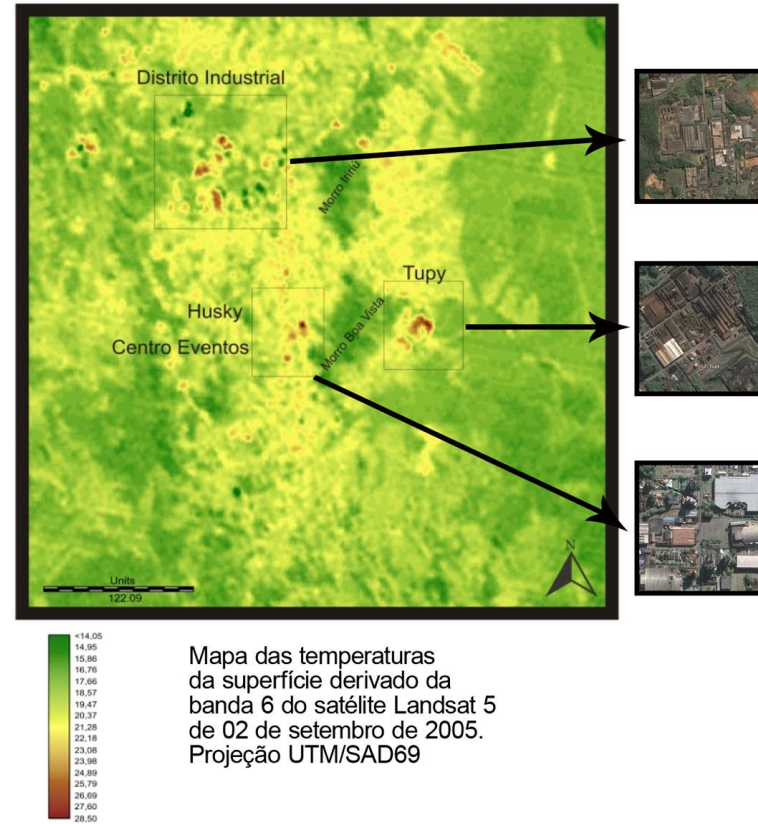 Distrito Industrial
Morro Iririú
Tupy
Husky
Morro Boa Vista
Centro Eventos
Units
122.09
N
<14,05
14,95
15,86
16,76
17,66
18,57
19,47
20,37
21,28
22,18
23,08
23,98
24,89
25,79
26,69
27,60
28,50
Mapa das temperaturas
da superfície derivado da
banda 6 do satélite Landsat 5
de 02 de setembro de 2005.
Projeção UTM/SAD69